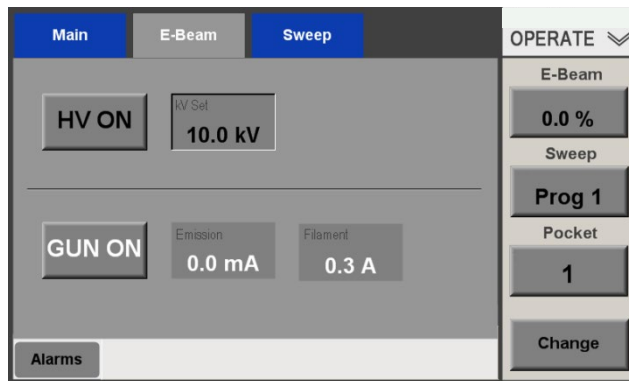 Main
E-Beam
Sweep
OPERATE
HV ON
kV Set
10.0 kV
GUN ON
Emission
0.0 mA
Filament
0.3 A
Alarms
E-Beam
0.0 %
Sweep
Prog 1
Pocket
1
Change